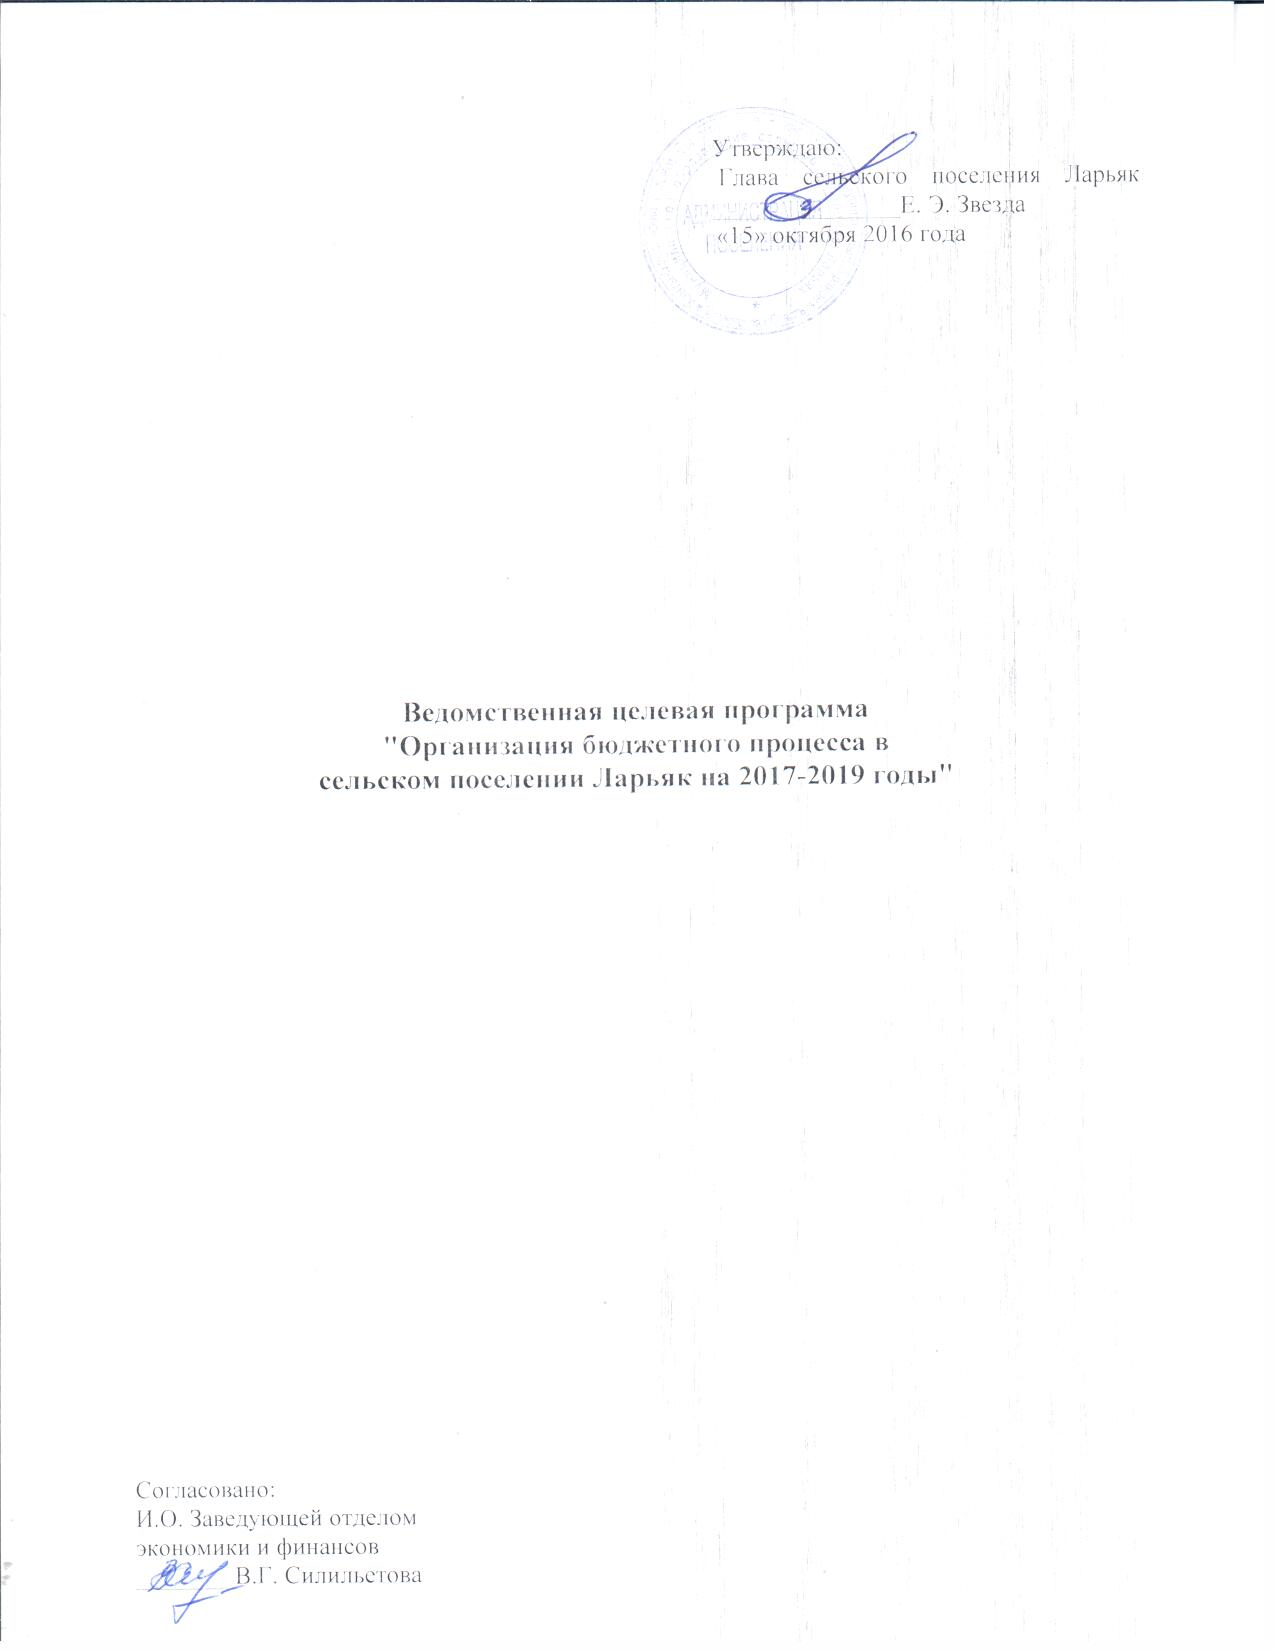 Утверждаю:
Глава сельского поселения Ларьяк
Е. Э. Звезда
«15» октября 2016 года
Ведомственная целевая программа
"Организация бюджетного процесса в
сельском поселении Ларьяк на 2017-2019 годы"
Согласовано:
И.О. Заведующей отделом
экономики и финансов
В.Г. Силильетова